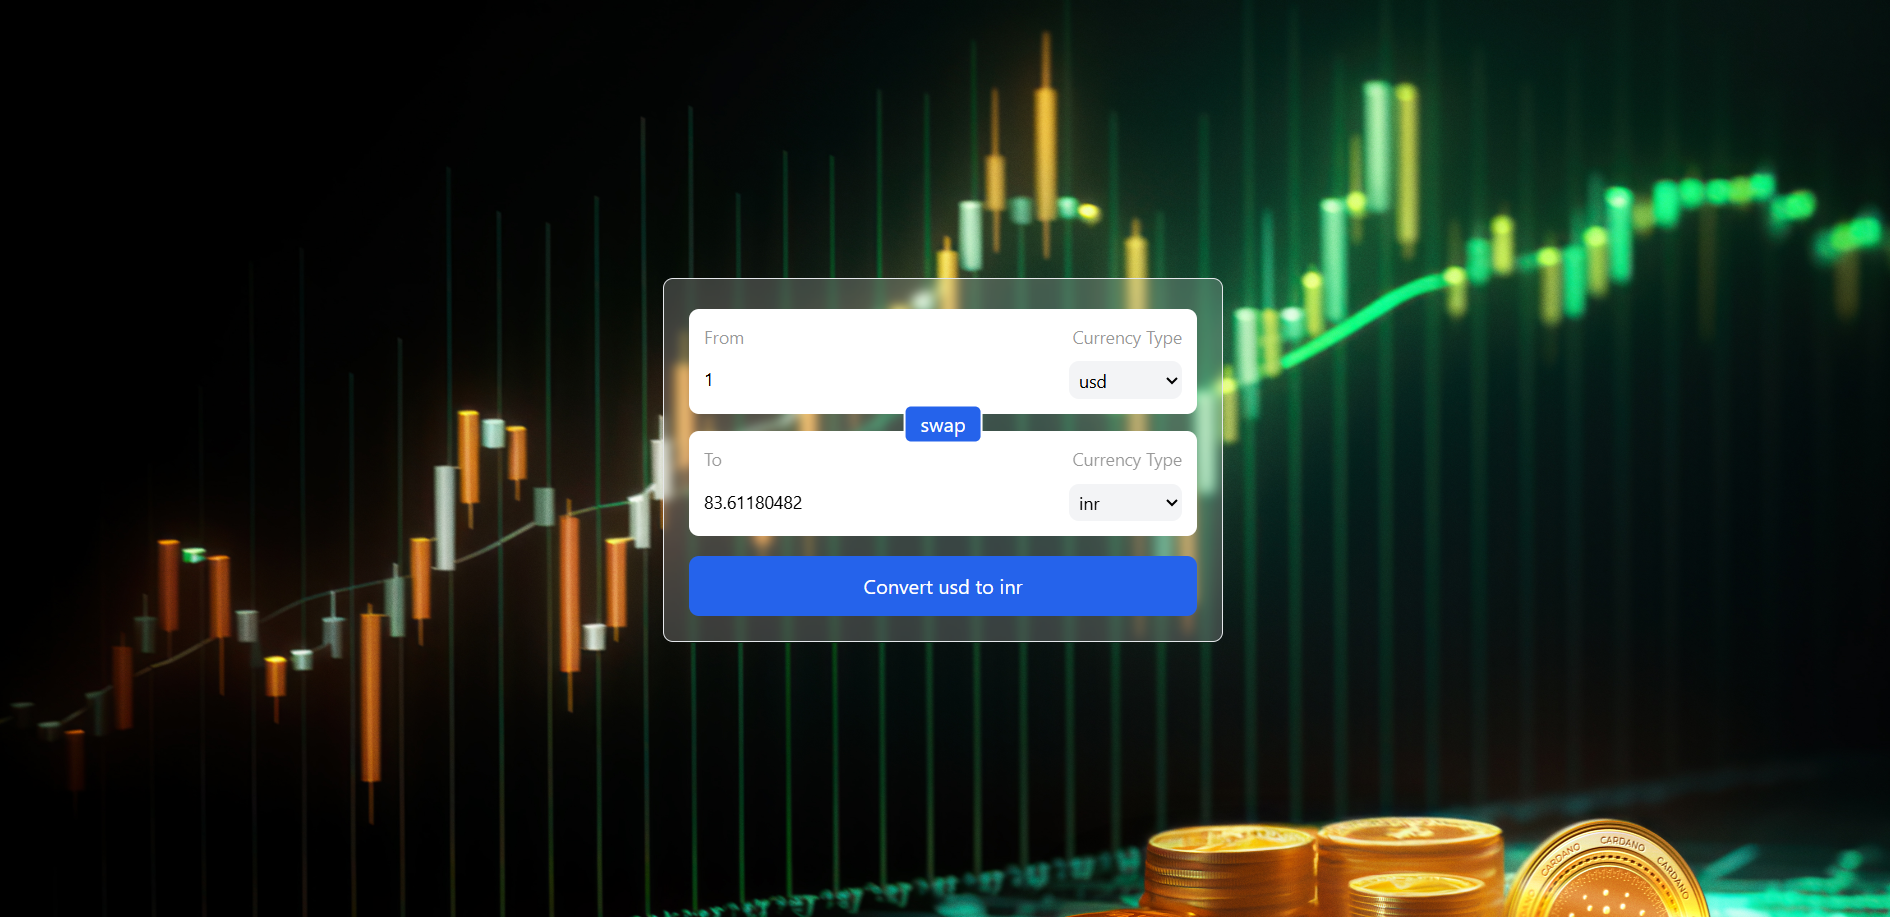 From
Currency Type
1
usd
swap
To
Currency Type
83.61180482
inr
Convert usd to inr
CARDANO
CARDANO
CARDANO